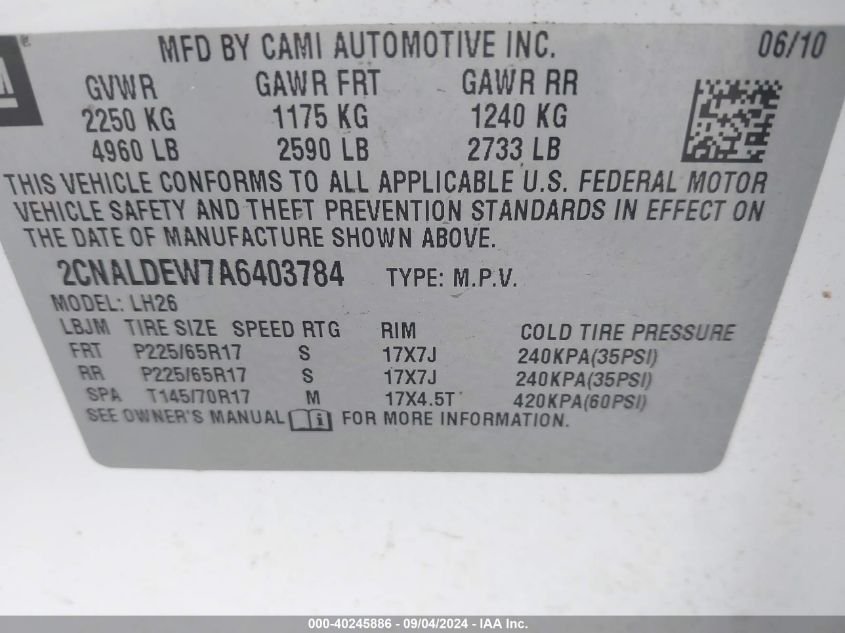 MFD BY CAMI AUTOMOTIVE INC. 06/10
GVWR GAWR FRT GAWR RR
2250 KG 1175 KG 1240 KG
4960 LB 2590 LB 2733 LB
THIS VEHICLE CONFORMS TO ALL APPLICABLE U.S. FEDERAL MOTOR
VEHICLE SAFETY AND THEFT PREVENTION STANDARDS IN EFFECT ON
THE DATE OF MANUFACTURE SHOWN ABOVE.
2CNALDEW7A6403784 TYPE: M.P.V.
MODEL: LH26
LBJM TIRE SIZE SPEED RTG RIM COLD TIRE PRESSURE
FRT P225/65R17 S 17X7J 240KPA(35PSI)
RR P225/65R17 S 17X7J 240KPA(35PSI)
SPA T145/70R17 M 17X4.5T 420KPA(60PSI)
SEE OWNER'S MANUAL i FOR MORE INFORMATION.
000-40245886 - 09/04/2024 - IAA Inc.